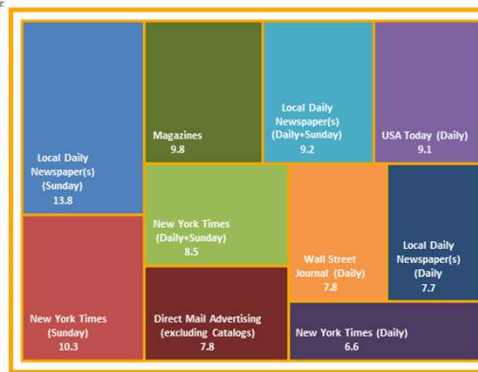 Local Daily
Newspaper(s)
(Sunday)
13.8
Magazines
9.8
Local Daily
Newspaper(s)
(Daily+Sunday)
9.2
USA Today (Daily)
9.1
New York Times
(Daily+Sunday)
8.5
Wall Street
Journal (Daily)
7.8
Local Daily
Newspaper(s)
(Daily
7.7
New York Times
(Sunday)
10.3
Direct Mail Advertising
(excluding Catalogs)
7.8
New York Times (Daily)
6.6